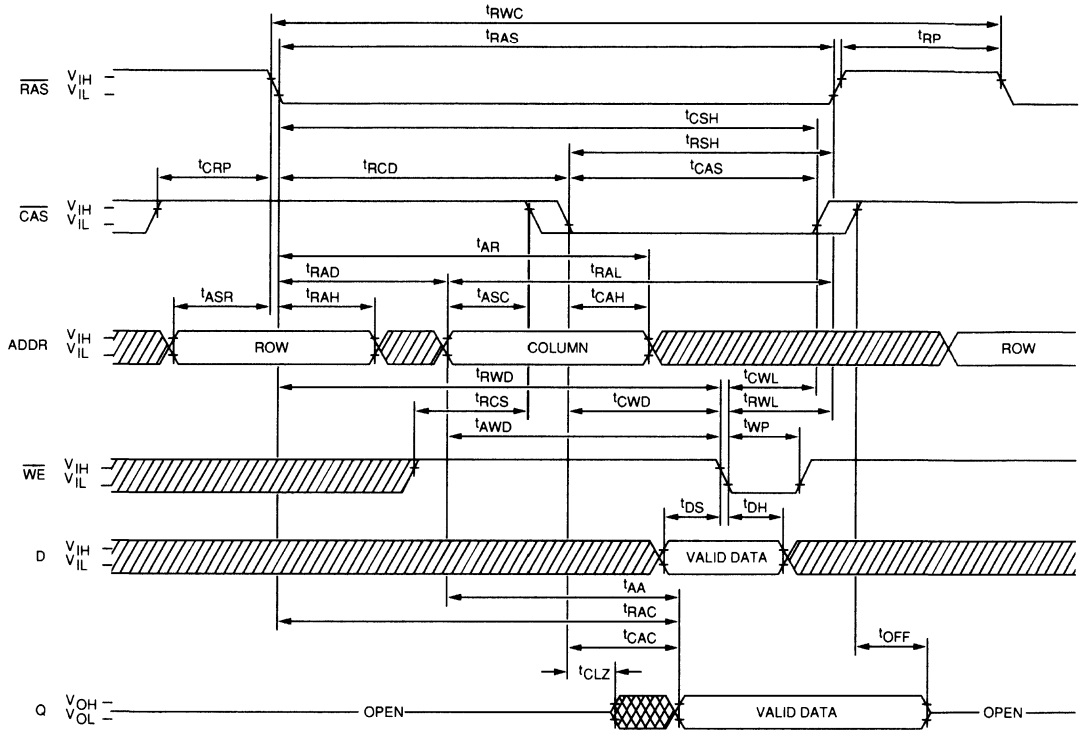 tRWC
tRAS tRP
RAS VIH VIL
tCSH
tRSH
tCRP tRCD tCAS
CAS VIH VIL
tAR
tRAD tRAL
tASR tRAH tASC tCAH
ADDR VIH VIL ROW COLUMN ROW
tRWD tCWL
tRCS tCWD tRWL
tAWD tWP
WE VIH VIL
tDS tDH
D VIH VIL VALID DATA
tAA
tRAC
tCAC tOFF
tCLZ
Q VOH VOL OPEN VALID DATA OPEN